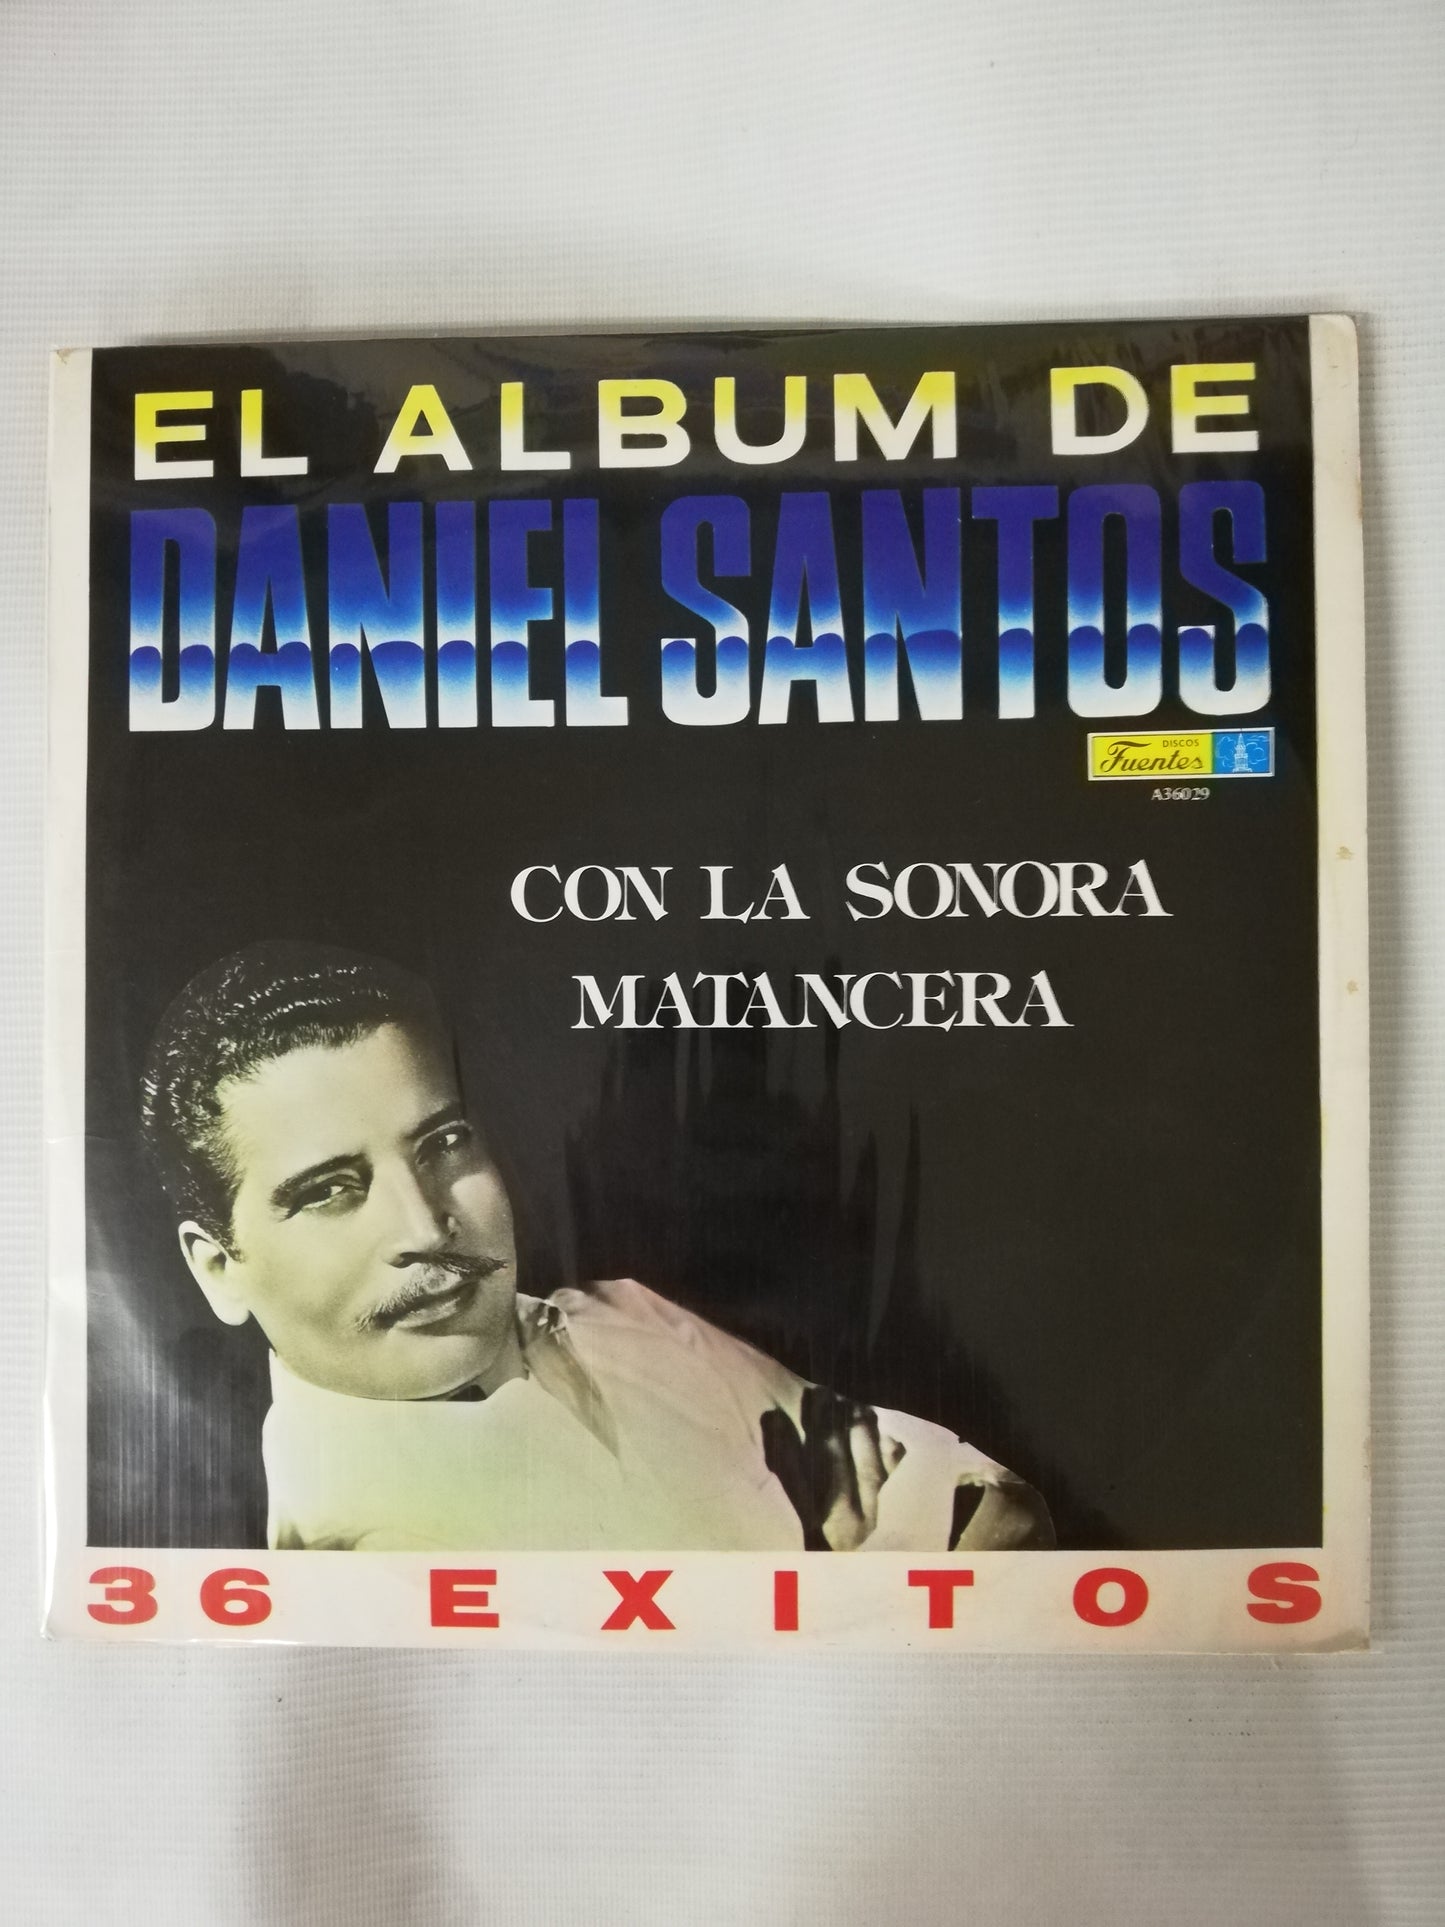 EL ALBUM DE
DANIEL SANTOS
DISCOS
Fuentes
A36029
CON LA SONORA
MATANCERA
36 EXITOS